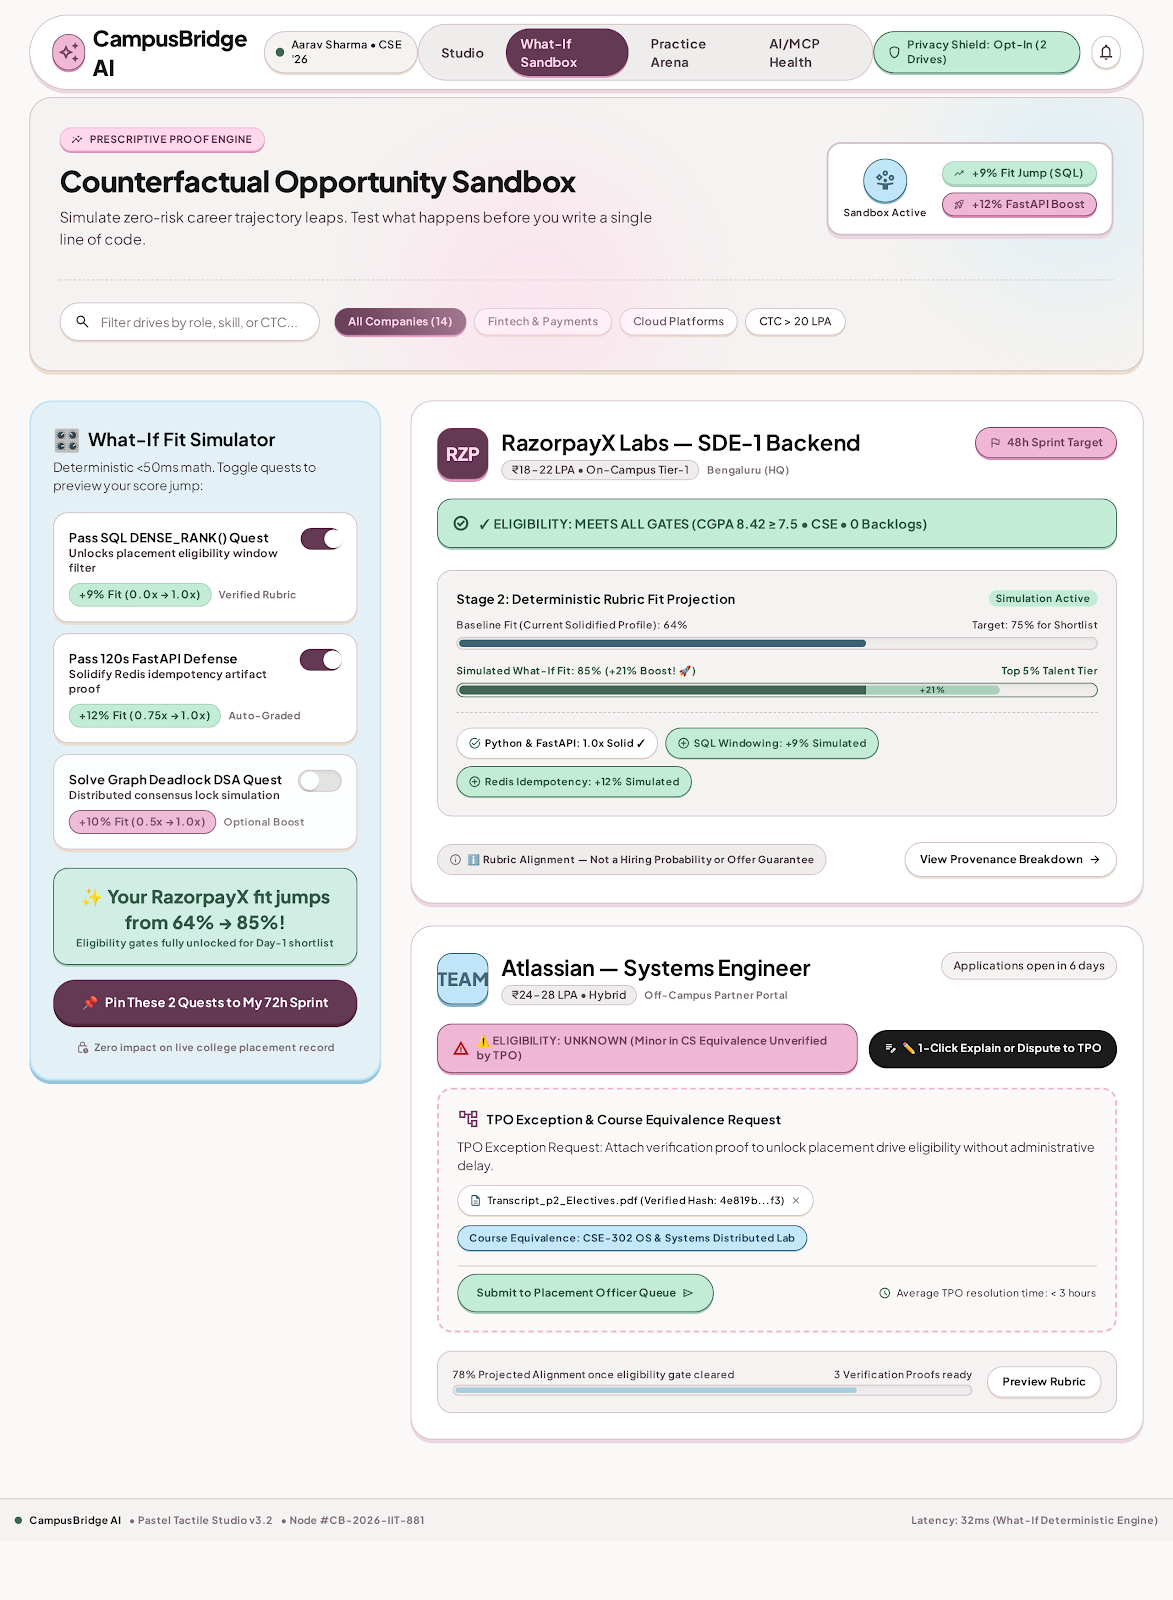 CampusBridge AI
Aarav Sharma • CSE '26
Studio
What-If Sandbox
Practice Arena
AI/MCP Health
Privacy Shield: Opt-In (2 Drives)
PRESCRIPTIVE PROOF ENGINE
Counterfactual Opportunity Sandbox
Simulate zero-risk career trajectory leaps. Test what happens before you write a single
line of code.
Sandbox Active
+9% Fit Jump (SQL)
+12% FastAPI Boost
Filter drives by role, skill, or CTC...
All Companies (14)
Fintech & Payments
Cloud Platforms
CTC > 20 LPA
🎛️ What-If Fit Simulator
Deterministic <50ms math. Toggle quests to
preview your score jump:
Pass SQL DENSE_RANK() Quest
Unlocks placement eligibility window
filter
+9% Fit (0.0x → 1.0x)
Verified Rubric
Pass 120s FastAPI Defense
Solidify Redis idempotency artifact
proof
+12% Fit (0.75x → 1.0x)
Auto-Graded
Solve Graph Deadlock DSA Quest
Distributed consensus lock simulation
+10% Fit (0.5x → 1.0x)
Optional Boost
✨ Your RazorpayX fit jumps
from 64% → 85%!
Eligibility gates fully unlocked for Day-1 shortlist
📌 Pin These 2 Quests to My 72h Sprint
Zero impact on live college placement record
RZP
RazorpayX Labs — SDE-1 Backend
₹18-22 LPA • On-Campus Tier-1
Bengaluru (HQ)
48h Sprint Target
✓ ELIGIBILITY: MEETS ALL GATES (CGPA 8.42 ≥ 7.5 • CSE • 0 Backlogs)
Stage 2: Deterministic Rubric Fit Projection
Simulation Active
Baseline Fit (Current Solidified Profile): 64%
Target: 75% for Shortlist
Simulated What-If Fit: 85% (+21% Boost! 🚀)
Top 5% Talent Tier
+21%
Python & FastAPI: 1.0x Solid ✓
SQL Windowing: +9% Simulated
Redis Idempotency: +12% Simulated
ℹ️ Rubric Alignment — Not a Hiring Probability or Offer Guarantee
View Provenance Breakdown →
TEAM
Atlassian — Systems Engineer
₹24-28 LPA • Hybrid
Off-Campus Partner Portal
Applications open in 6 days
⚠️ ELIGIBILITY: UNKNOWN (Minor in CS Equivalence Unverified
by TPO)
✏️ 1-Click Explain or Dispute to TPO
TPO Exception & Course Equivalence Request
TPO Exception Request: Attach verification proof to unlock placement drive eligibility without administrative
delay.
Transcript_p2_Electives.pdf (Verified Hash: 4e819b...f3) ×
Course Equivalence: CSE-302 OS & Systems Distributed Lab
Submit to Placement Officer Queue
Average TPO resolution time: < 3 hours
78% Projected Alignment once eligibility gate cleared
3 Verification Proofs ready
Preview Rubric
CampusBridge AI • Pastel Tactile Studio v3.2 • Node #CB-2026-IIT-881
Latency: 32ms (What-If Deterministic Engine)